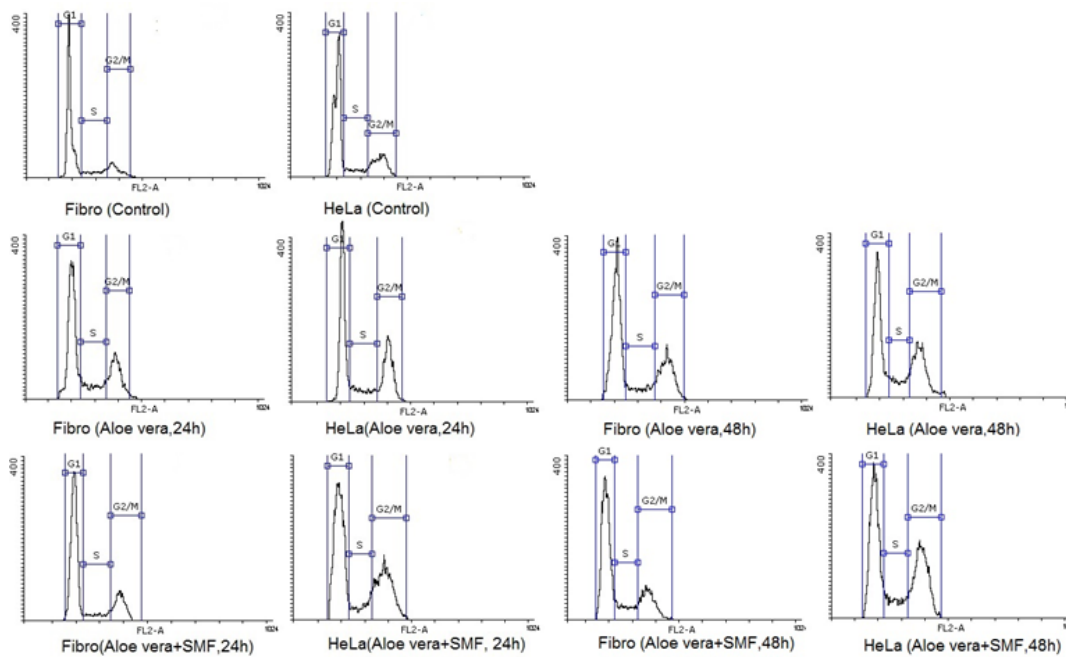 400
G1
S
G2/M
FL2-A
1024
Fibro (Control)
400
G1
S
G2/M
FL2-A
1024
HeLa (Control)
400
G1
S
G2/M
FL2-A
1024
Fibro (Aloe vera,24h)
400
G1
S
G2/M
FL2-A
1024
HeLa(Aloe vera,24h)
400
G1
S
G2/M
FL2-A
1024
Fibro (Aloe vera,48h)
400
G1
S
G2/M
FL2-A
HeLa (Aloe vera,48h)
400
G1
S
G2/M
FL2-A
1024
Fibro(Aloe vera+SMF,24h)
400
G1
S
G2/M
FL2-A
1024
HeLa(Aloe vera+SMF, 24h)
400
G1
S
G2/M
FL2-A
Fibro (Aloe vera+SMF,48h)
400
G1
S
G2/M
FL2-A
HeLa (Aloe vera+SMF,48h)